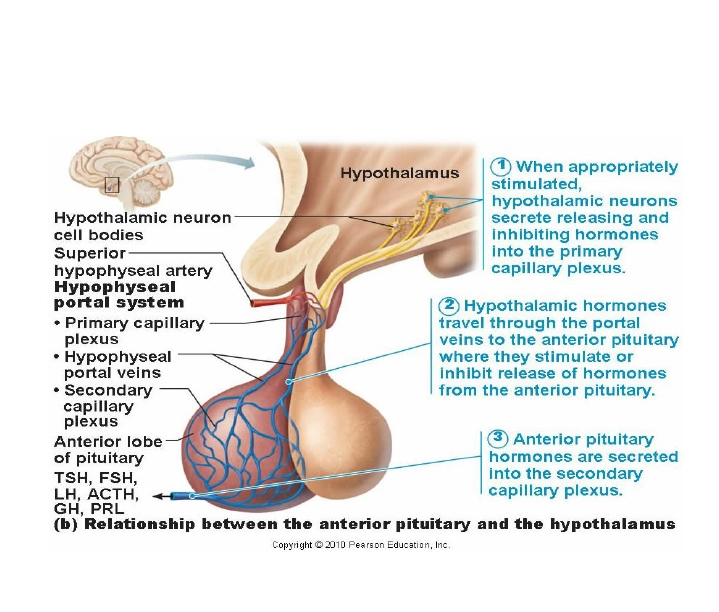 Hypothalamus
Hypothalamic neuron
cell bodies
Superior
hypophyseal artery
Hypophyseal
portal system
• Primary capillary
plexus
• Hypophyseal
portal veins
• Secondary
capillary
plexus
Anterior lobe
of pituitary
TSH, FSH,
LH, ACTH,
GH, PRL
1 When appropriately
stimulated,
hypothalamic neurons
secrete releasing and
inhibiting hormones
into the primary
capillary plexus.
2 Hypothalamic hormones
travel through the portal
veins to the anterior pituitary
where they stimulate or
inhibit release of hormones
from the anterior pituitary.
3 Anterior pituitary
hormones are secreted
into the secondary
capillary plexus.
(b) Relationship between the anterior pituitary and the hypothalamus
Copyright © 2010 Pearson Education, Inc.